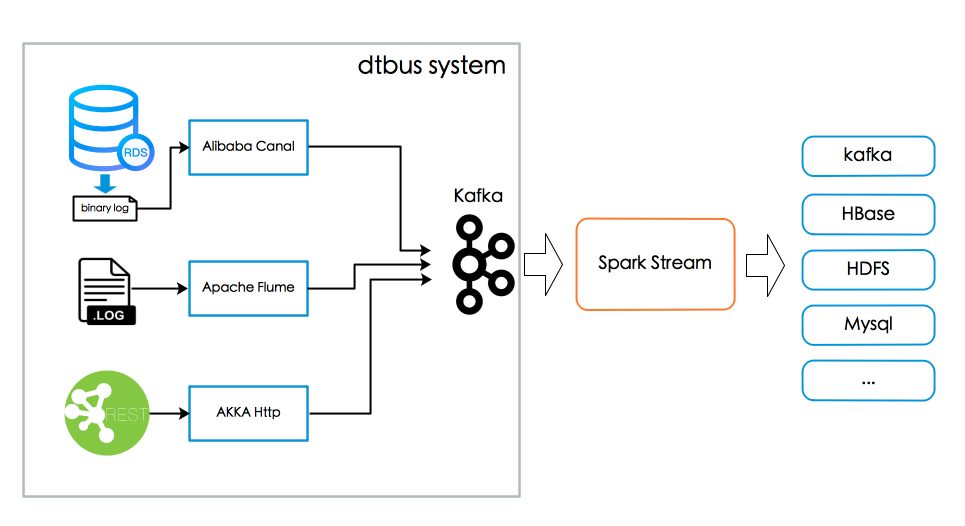 dtbus system
RDS
binary log
Alibaba Canal
Kafka
.LOG
Apache Flume
REST
AKKA Http
Spark Stream
kafka
HBase
HDFS
Mysql
...